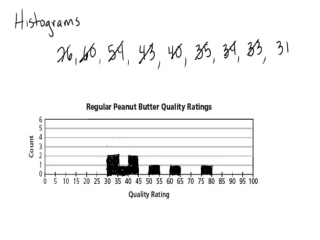 Histograms
76, 60, 54, 43, 40, 35, 34, 33, 31
Regular Peanut Butter Quality Ratings
Count
6
5
4
3
2
1
0
0 5 10 15 20 25 30 35 40 45 50 55 60 65 70 75 80 85 90 95 100
Quality Rating